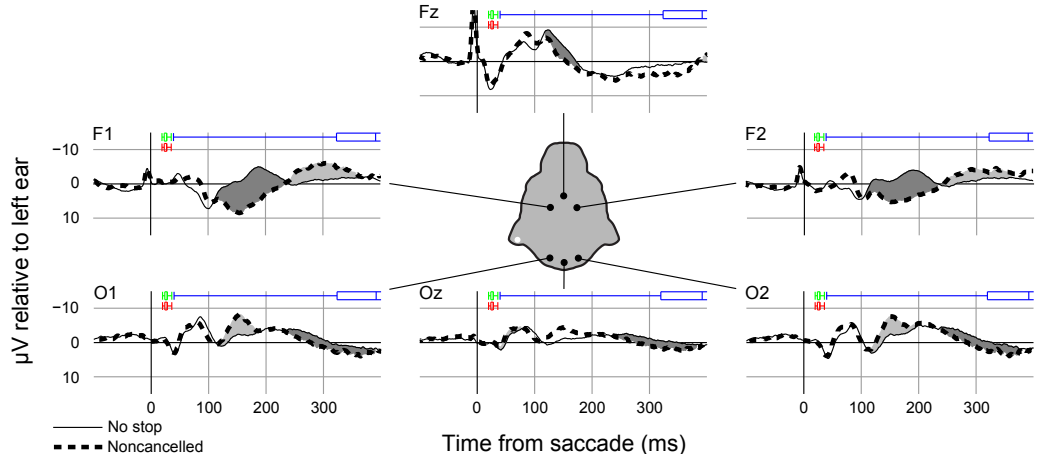 Fz
F1
F2
−10
0
10
O1
Oz
O2
-10
0
10
µV relative to left ear
0 100 200 300
0 100 200 300
0 100 200 300
No stop
Noncancelled
Time from saccade (ms)